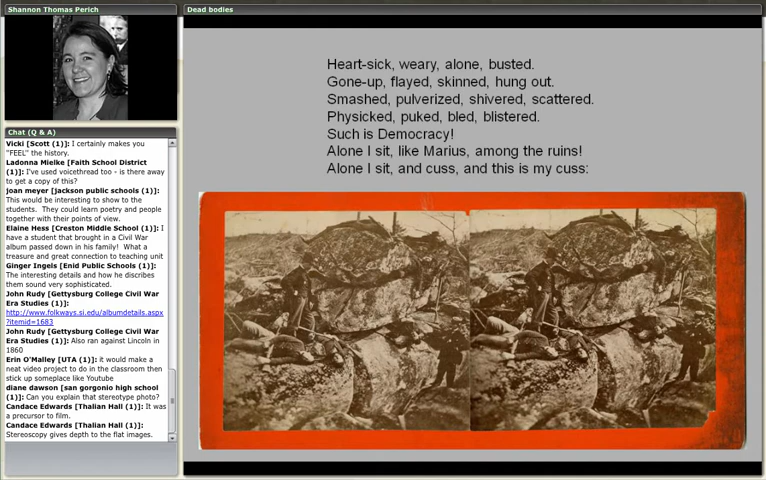 Shannon Thomas Perich
Dead bodies
Heart-sick, weary, alone, busted.
Gone-up, flayed, skinned, hung out.
Smashed, pulverized, shivered, scattered.
Physicked, puked, bled, blistered.
Such is Democracy!
Alone I sit, like Marius, among the ruins!
Alone I sit, and cuss, and this is my cuss:
Chat (Q & A)
Vicki [Scott (1)]: I certainly makes you
"FEEL" the history.
Ladonna Mielke [Faith School District
(1)]: I've used voicethread too - is there away
to get a copy of this?
joan meyer [jackson public schools (1)]:
This would be interesting to show to the
students.  They could learn poetry and people
together with their points of view.
Elaine Hess [Creston Middle School (1)]: I
have a student that brought in a Civil War
album passed down in his family!  What a
treasure and great connection to teaching unit
Ginger Ingels [Enid Public Schools (1)]:
The interesting details and how he discribes
them sound very sophisticated.
John Rudy [Gettysburg College Civil War
Era Studies (1)]:
http://www.folkways.si.edu/albumdetails.aspx
?itemid=1683
John Rudy [Gettysburg College Civil War
Era Studies (1)]: Also ran against Lincoln in
1860
Erin O'Malley [UTA (1)]: it would make a
neat video project to do in the classroom then
stick up someplace like Youtube
diane dawson [san gorgonio high school
(1)]: Can you explain that stereotype photo?
Candace Edwards [Thalian Hall (1)]: It was
a precursor to film.
Candace Edwards [Thalian Hall (1)]:
Stereoscopy gives depth to the flat images.